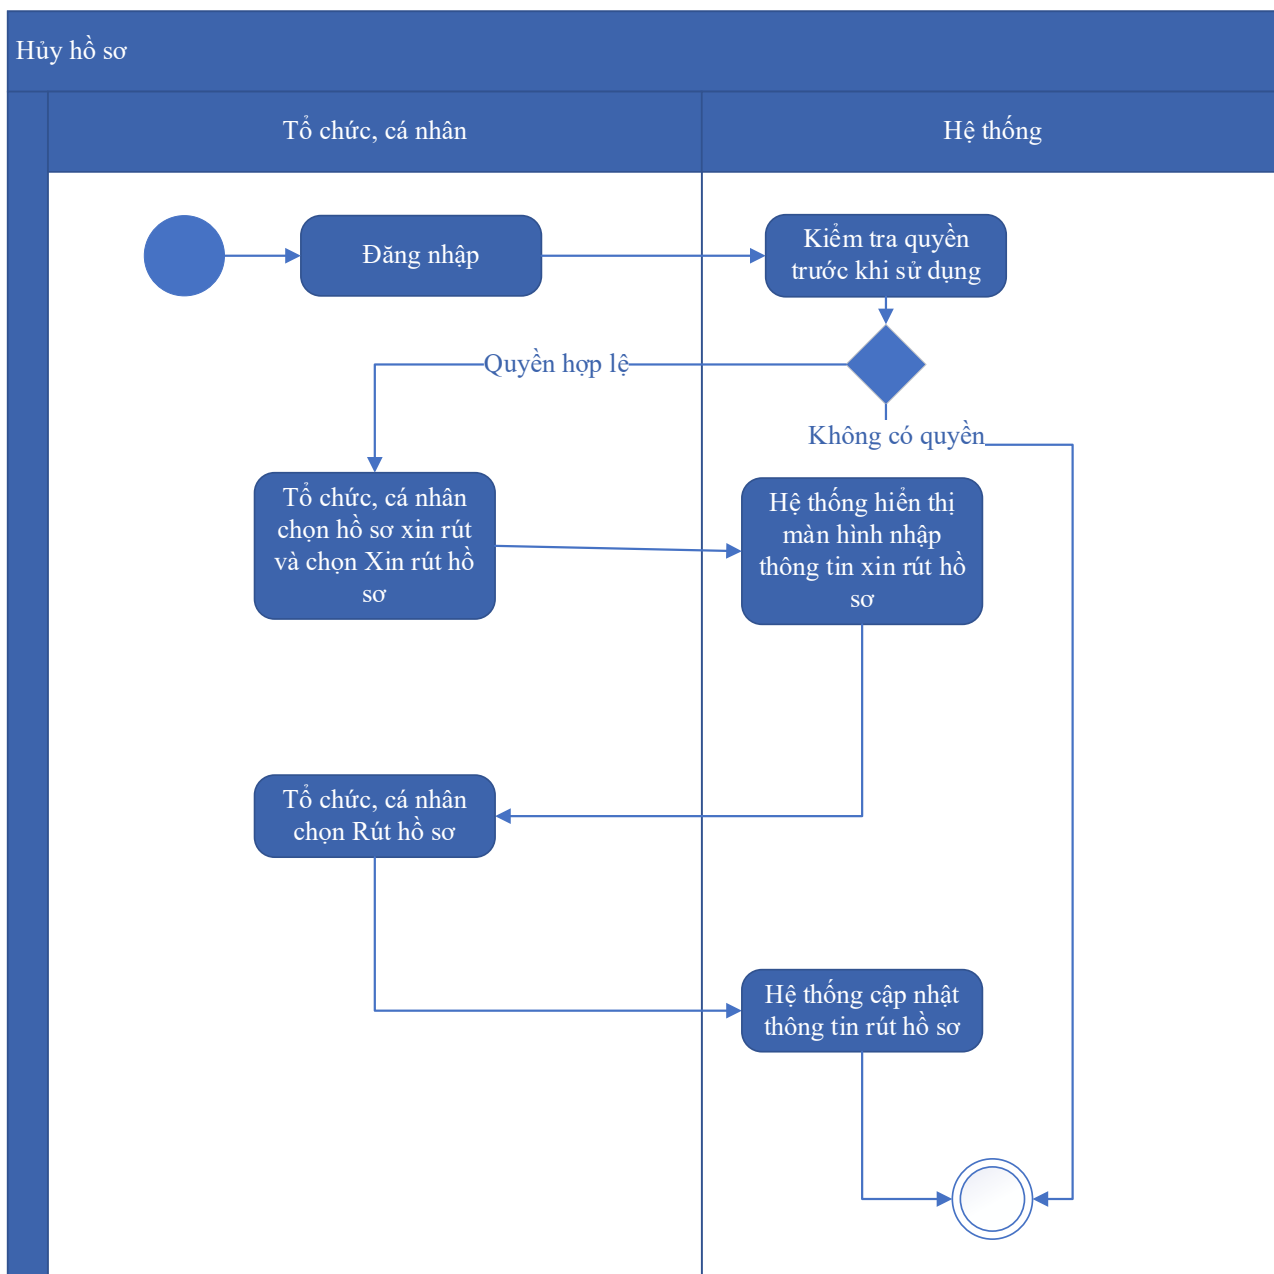 Hủy hồ sơ
Tổ chức, cá nhân
Hệ thống
Đăng nhập
Kiểm tra quyền
trước khi sử dụng
Quyền hợp lệ
Không có quyền
Tổ chức, cá nhân
chọn hồ sơ xin rút
và chọn Xin rút hồ
sơ
Hệ thống hiển thị
màn hình nhập
thông tin xin rút hồ
sơ
Tổ chức, cá nhân
chọn Rút hồ sơ
Hệ thống cập nhật
thông tin rút hồ sơ